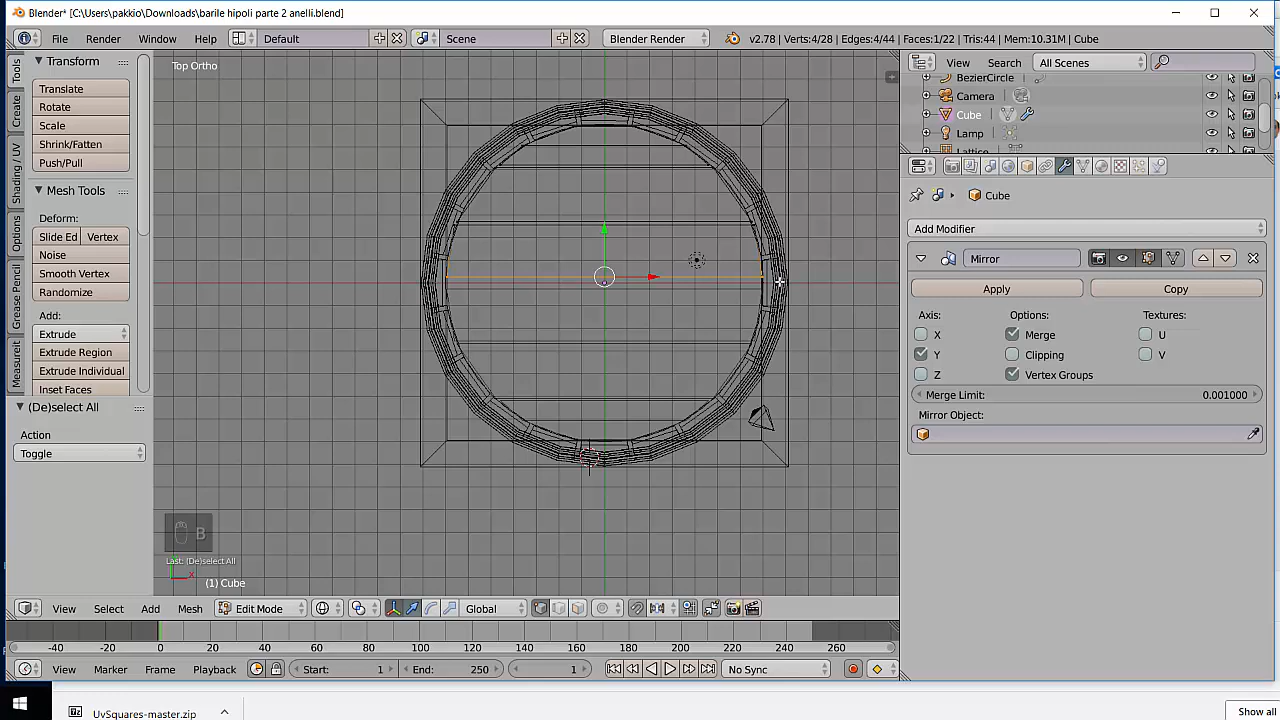 Blender* [C:\Users\pakkio\Downloads\barile hipoli parte 2 anelli.blend]
File Render Window Help Default Scene Blender Render v2.78 | Verts:4/28 | Edges:4/44 | Faces:1/22 | Tris:44 | Mem:10.31M | Cube
Tools
Create
Shading / UV
Options
Grease Pencil
Measureit
Transform
Translate
Rotate
Scale
Shrink/Fatten
Push/Pull
Mesh Tools
Deform:
Slide Ed Vertex
Noise
Smooth Vertex
Randomize
Add:
Extrude
Extrude Region
Extrude Individual
Inset Faces
(De)select All
Action
Toggle
Top Ortho
B
Last: (De)select All
x
(1) Cube
View Select Add Mesh Edit Mode Global
-40 -20 0 20 40 60 80 100 120 140 160 180 200 220 240 260
View Marker Frame Playback Start: 1 End: 250 1 No Sync
View Search All Scenes
BezierCircle
Camera
Cube
Lamp
Lattice
Cube
Add Modifier
Mirror
Apply Copy
Axis: Options: Textures:
X Merge U
Y Clipping V
Z Vertex Groups
Merge Limit: 0.001000
Mirror Object:
UvSquares-master.zip
Show all